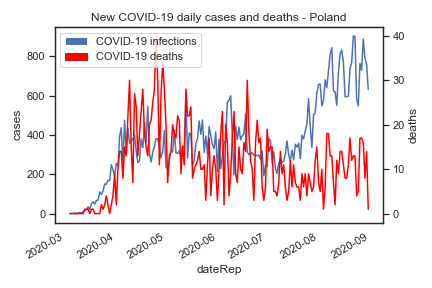 New COVID-19 daily cases and deaths - Poland
COVID-19 infections
COVID-19 deaths
cases
800
600
400
200
0
deaths
40
30
20
10
0
2020-03
2020-04
2020-05
2020-06
2020-07
2020-08
2020-09
dateRep